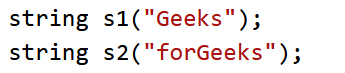 string s1("Geeks");
string s2("forGeeks");